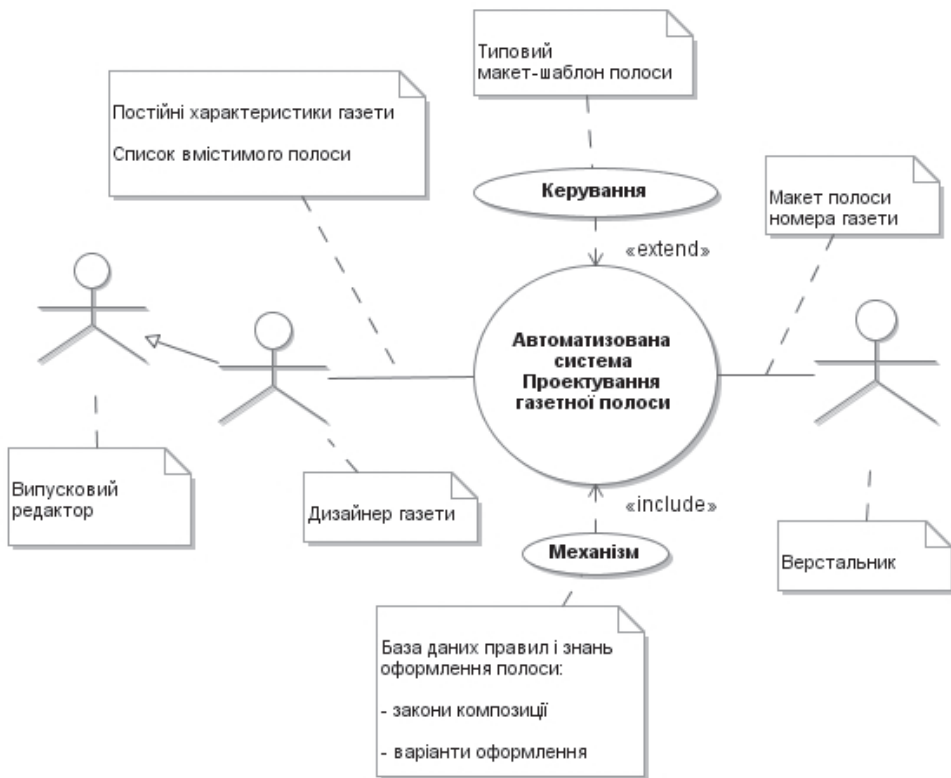 Типовий
макет-шаблон полоси
Постійні характеристики газети
Список вмістимого полоси
Керування
Макет полоси
номера газети
«extend»
Автоматизована
система
Проектування
газетної полоси
Випусковий
редактор
Дизайнер газети
«include»
Механізм
Верстальник
База даних правил і знань
оформлення полоси:
- закони композиції
- варіанти оформлення